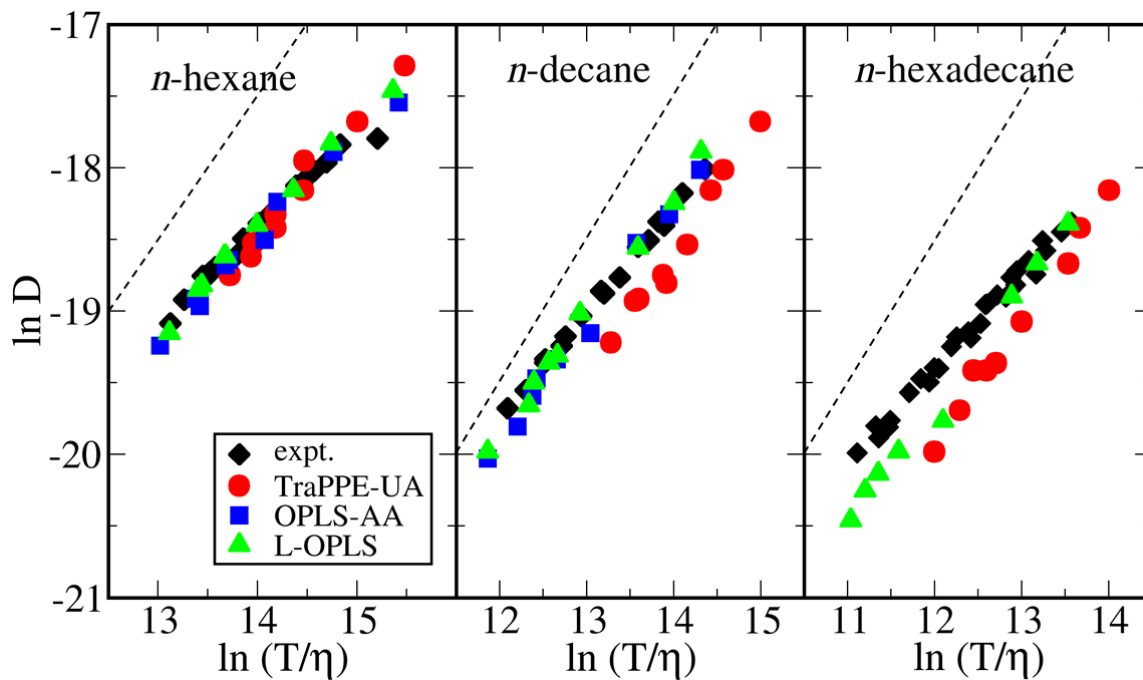 -17
n-hexane
n-decane
n-hexadecane
-18
ln D
-19
-20
expt.
TraPPE-UA
OPLS-AA
L-OPLS
-21
13 14 15 12 13 14 15 11 12 13 14
ln (T/η) ln (T/η) ln (T/η)